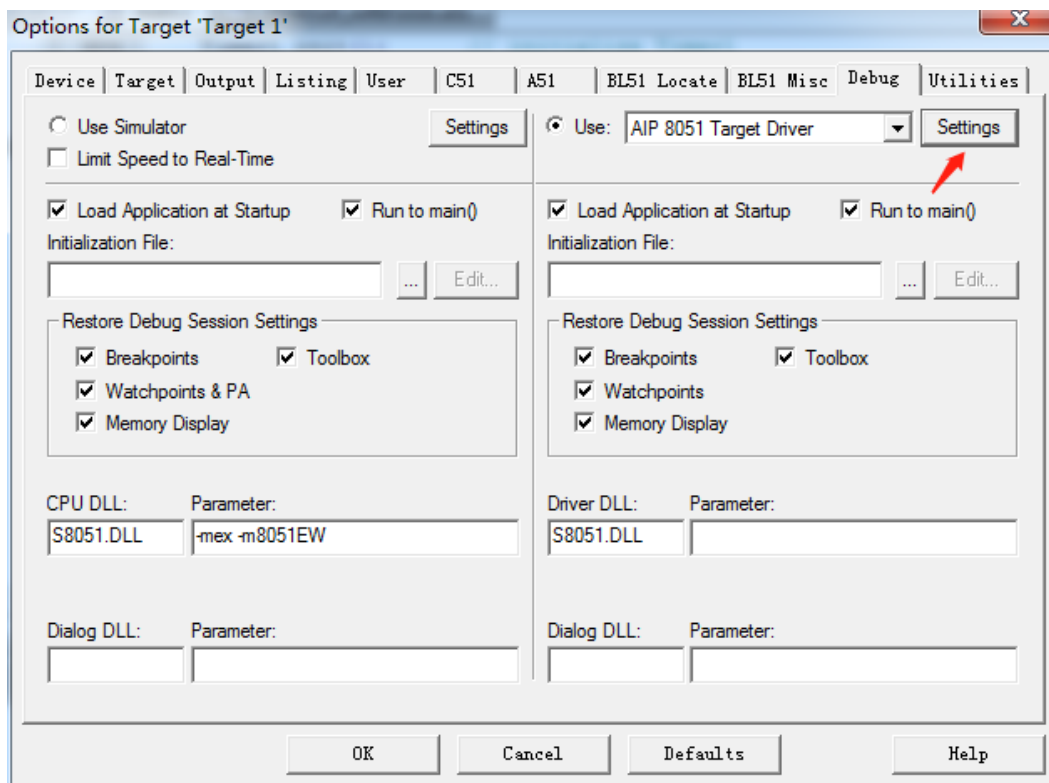 Options for Target 'Target 1'
Device Target Output Listing User C51 A51 BL51 Locate BL51 Misc Debug Utilities
Use Simulator Settings
Limit Speed to Real-Time
Use: AIP 8051 Target Driver Settings
Load Application at Startup Run to main()
Initialization File:
... Edit...
Load Application at Startup Run to main()
Initialization File:
... Edit...
Restore Debug Session Settings
Breakpoints Toolbox
Watchpoints & PA
Memory Display
Restore Debug Session Settings
Breakpoints Toolbox
Watchpoints
Memory Display
CPU DLL: Parameter:
S8051.DLL -mex -m8051EW
Driver DLL: Parameter:
S8051.DLL
Dialog DLL: Parameter:
Dialog DLL: Parameter:
OK Cancel Defaults Help